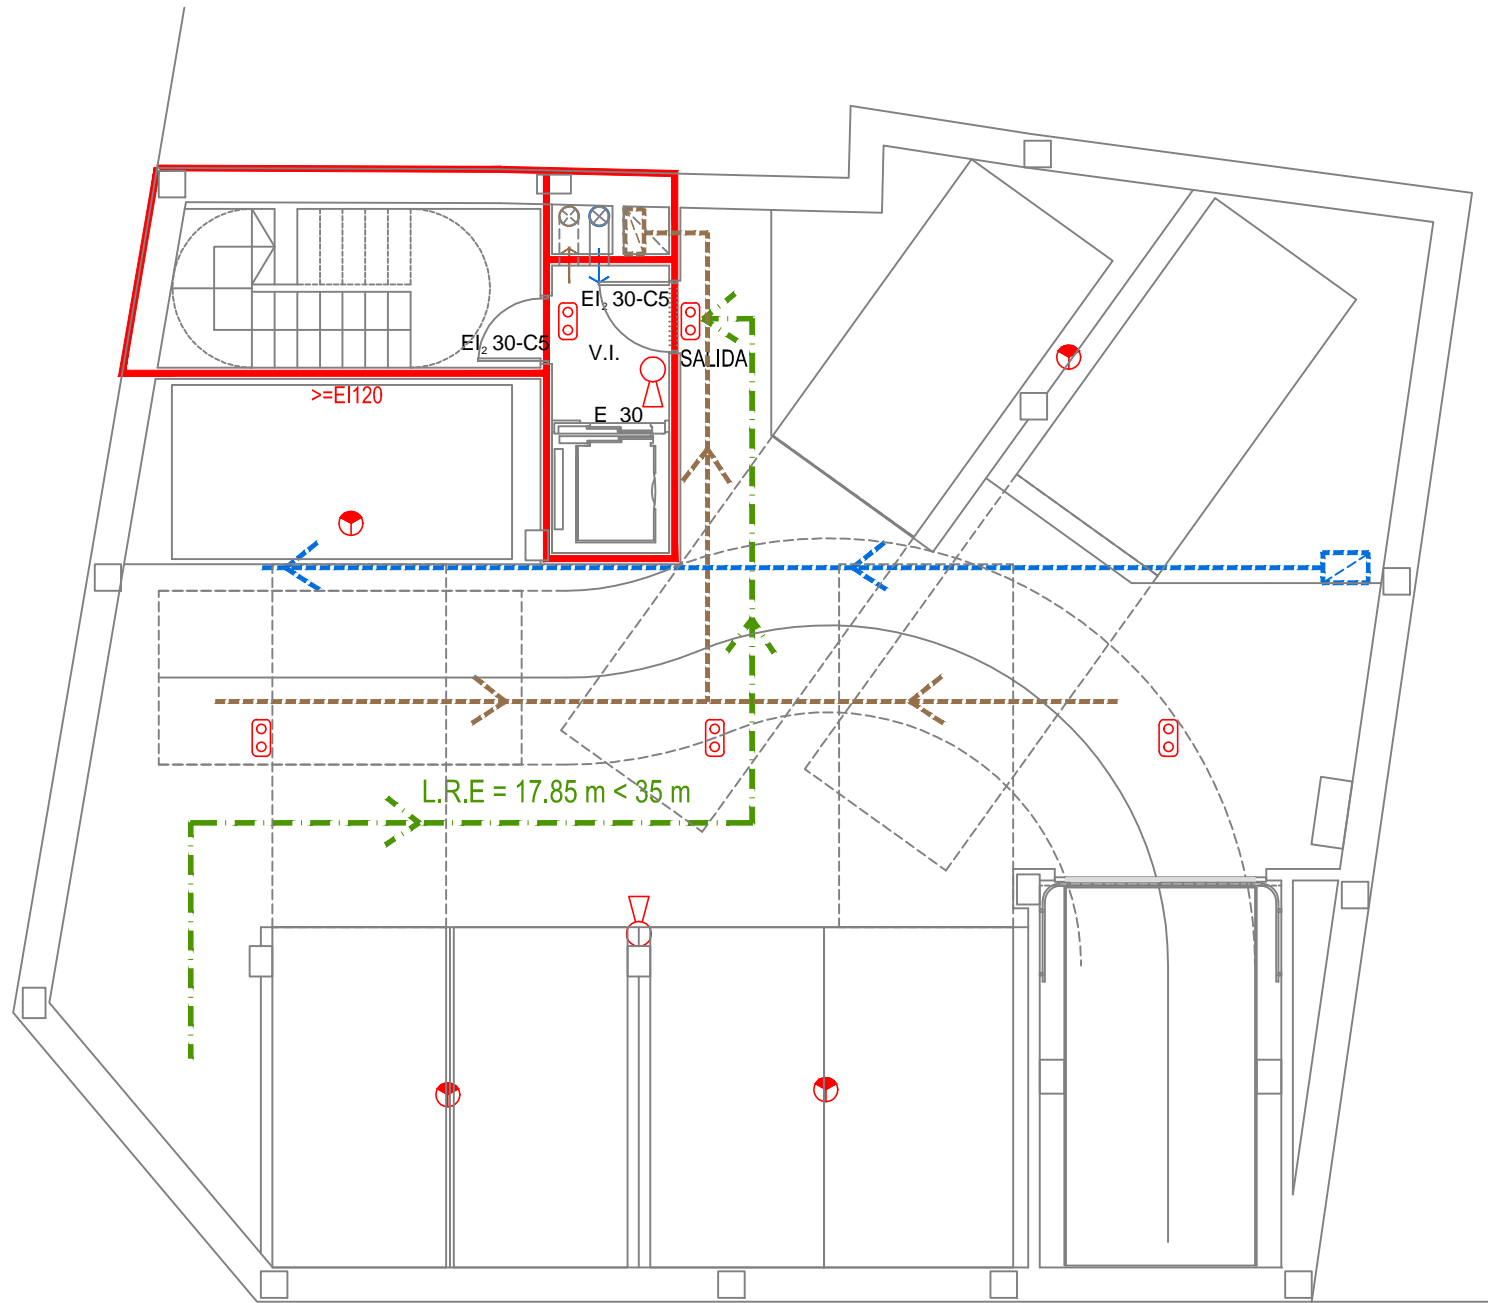 EI₂ 30-C5
EI₂ 30-C5
V.I.
SALIDA
>=EI120
E 30
L.R.E = 17.85 m < 35 m